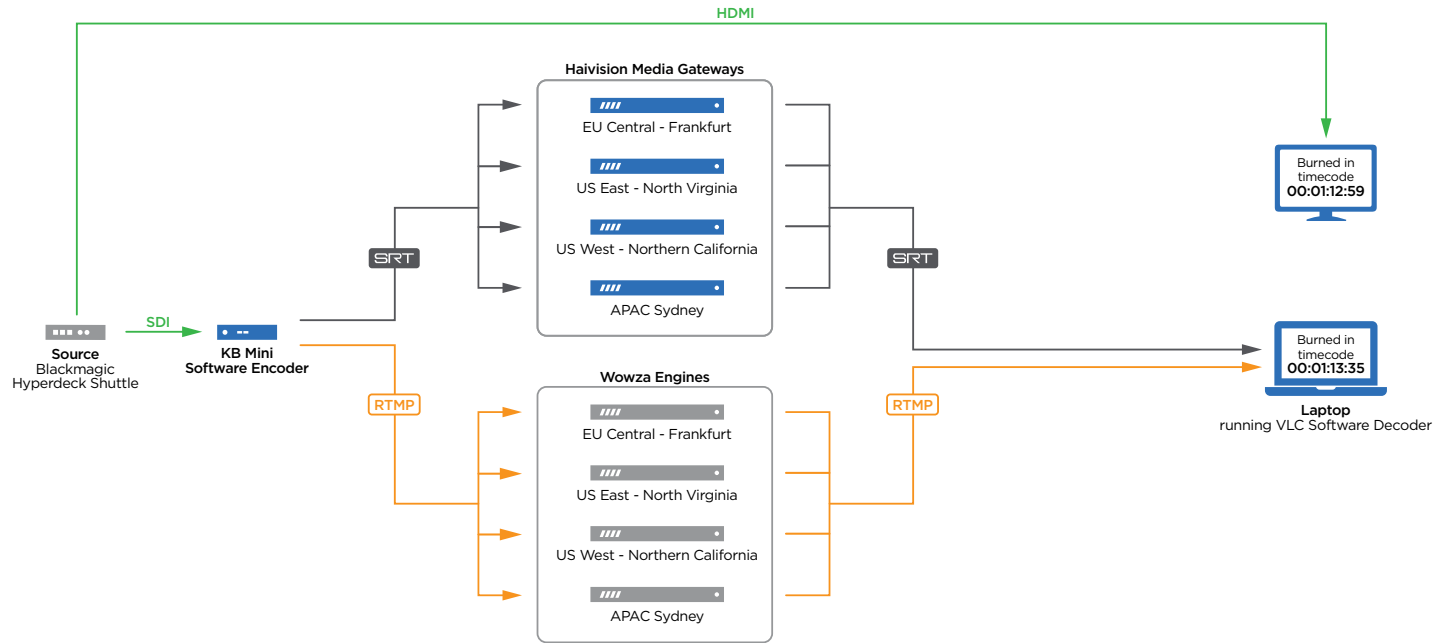 HDMI
Haivision Media Gateways
EU Central - Frankfurt
US East - North Virginia
US West - Northern California
APAC Sydney
SRT
SRT
Burned in
timecode
00:01:12:59
SDI
Source
Blackmagic
Hyperdeck Shuttle
KB Mini
Software Encoder
Burned in
timecode
00:01:13:35
Laptop
running VLC Software Decoder
RTMP
RTMP
Wowza Engines
EU Central - Frankfurt
US East - North Virginia
US West - Northern California
APAC Sydney